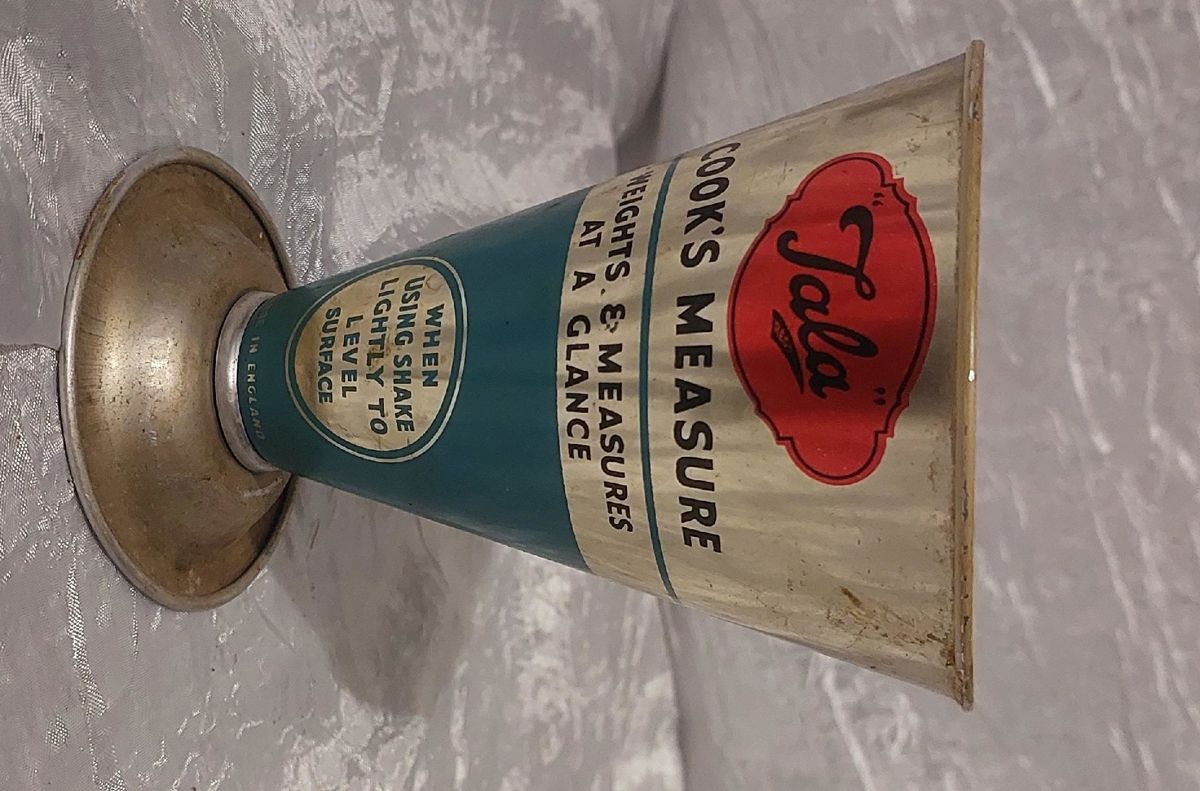 "Tala"
COOK'S MEASURE
WEIGHTS & MEASURES
AT A GLANCE
WHEN
USING SHAKE
LIGHTLY TO
LEVEL
SURFACE
IN ENGLAND